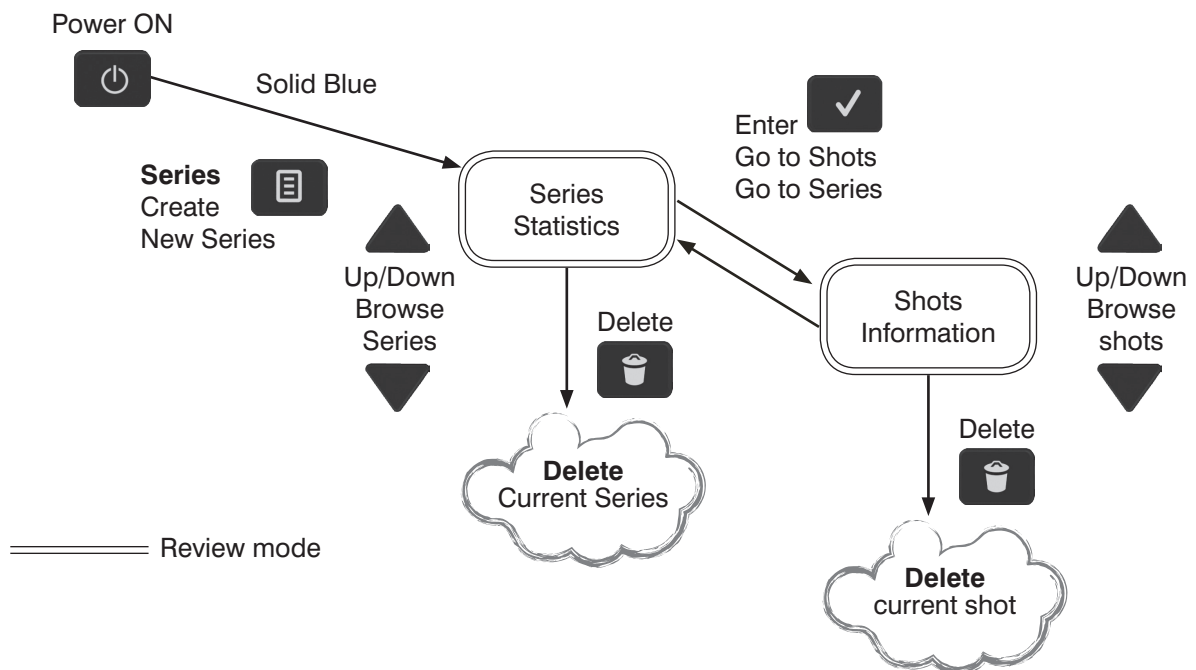 Power ON
Solid Blue
Enter
Go to Shots
Go to Series
Series
Create
New Series
Series
Statistics
Up/Down
Browse
Series
Shots
Information
Up/Down
Browse
shots
Delete
Delete
Current Series
Delete
Review mode
Delete
current shot